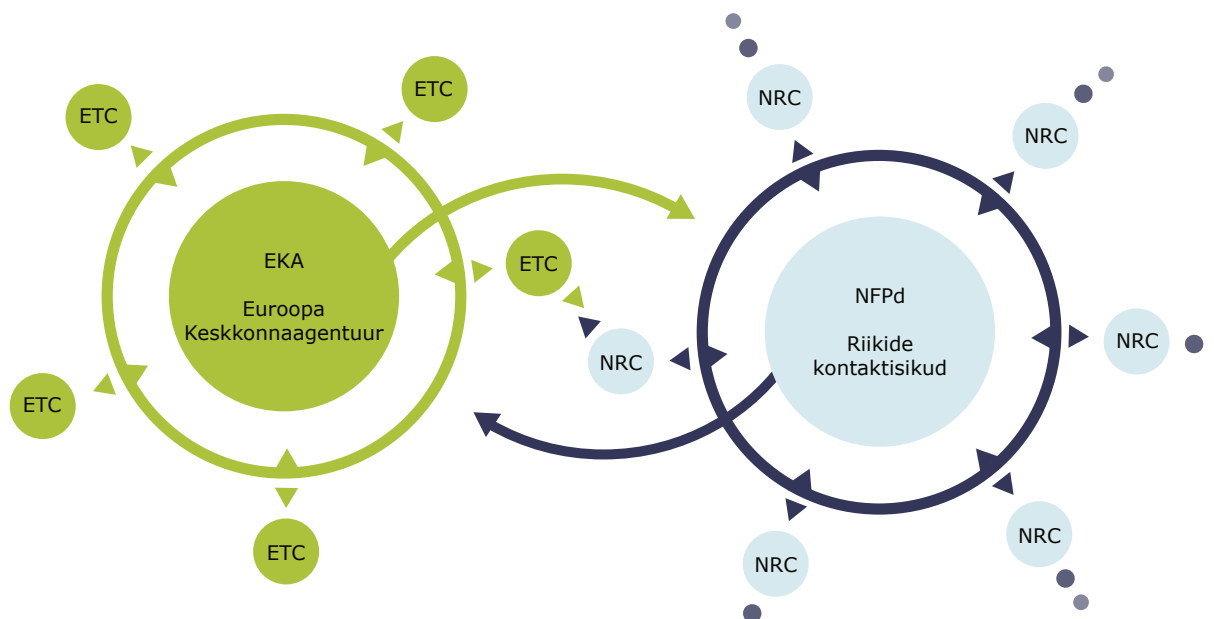 ETC
ETC
EKA
Euroopa
Keskkonnaagentuur
ETC
ETC
ETC
NRC
NRC
NRC
NFPd
Riikide
kontaktisikud
NRC
NRC
NRC